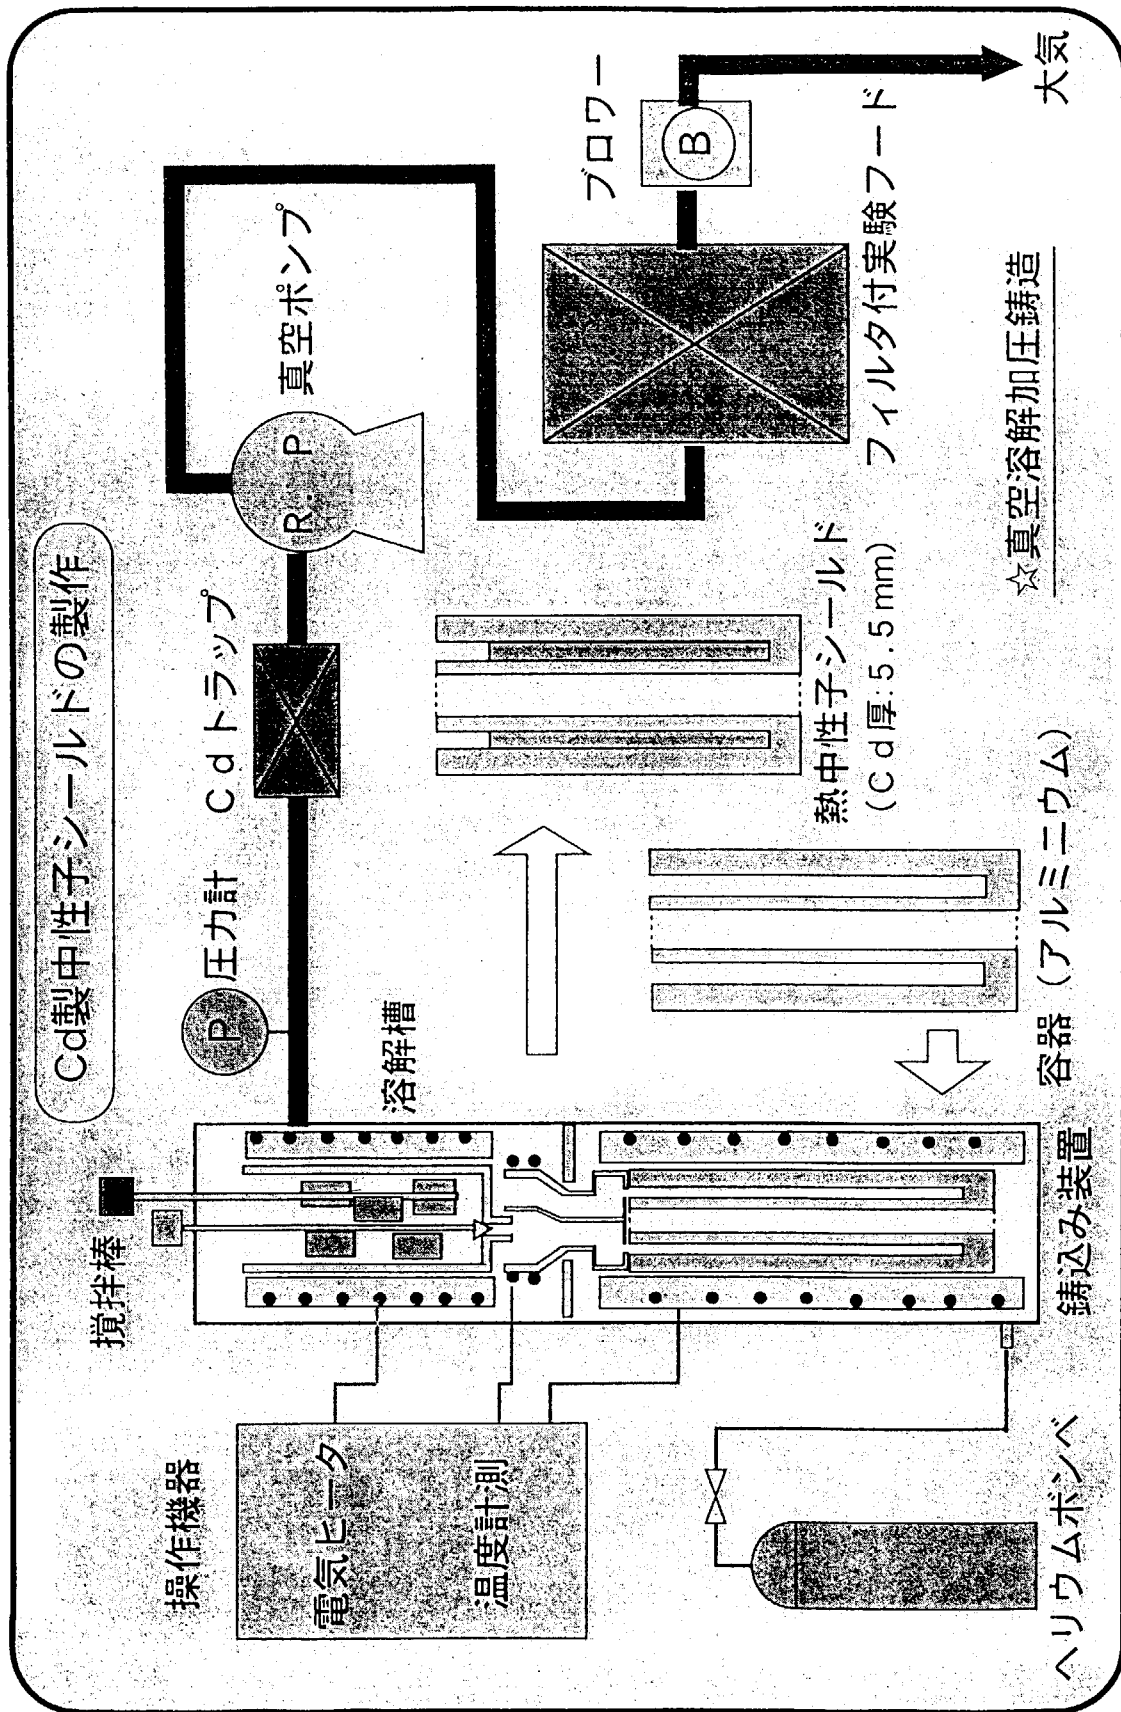 Cd製中性子シールドの製作
撹拌棒
圧力計
P
Cdトラップ
真空ポンプ
R. P
溶解槽
操作機器
電気ヒータ
温度計測
ブロワー
B
フィルタ付実験フード
大気
熱中性子シールド
(Cd厚:5.5mm)
容器(アルミニウム)
鋳込み装置
ヘリウムボンベ
☆真空溶解加圧鋳造